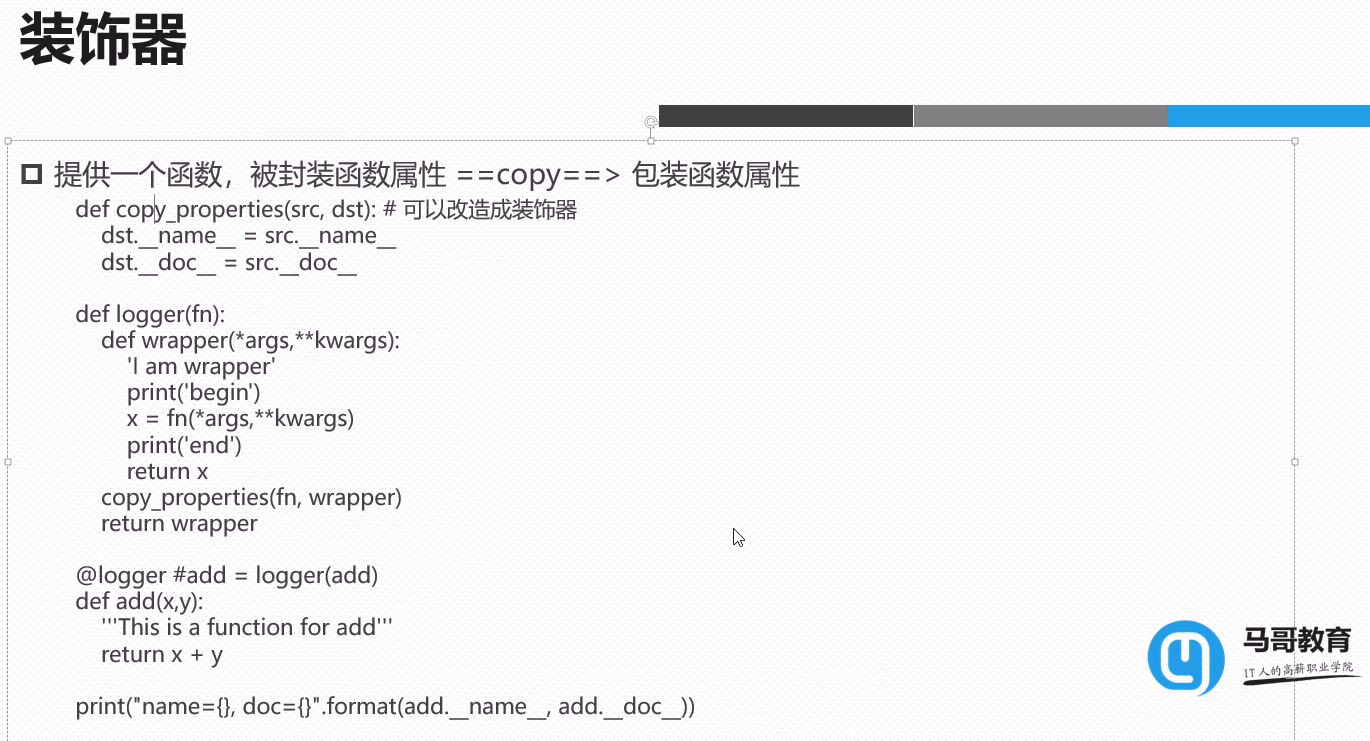 装饰器
提供一个函数，被封装函数属性 ==copy==> 包装函数属性
def copy_properties(src, dst): # 可以改造成装饰器
    dst.__name__ = src.__name__
    dst.__doc__ = src.__doc__

def logger(fn):
    def wrapper(*args,**kwargs):
        'I am wrapper'
        print('begin')
        x = fn(*args,**kwargs)
        print('end')
        return x
    copy_properties(fn, wrapper)
    return wrapper

@logger #add = logger(add)
def add(x,y):
    '''This is a function for add'''
    return x + y

print("name={}, doc={}".format(add.__name__, add.__doc__))
马哥教育
IT人的高薪职业学院